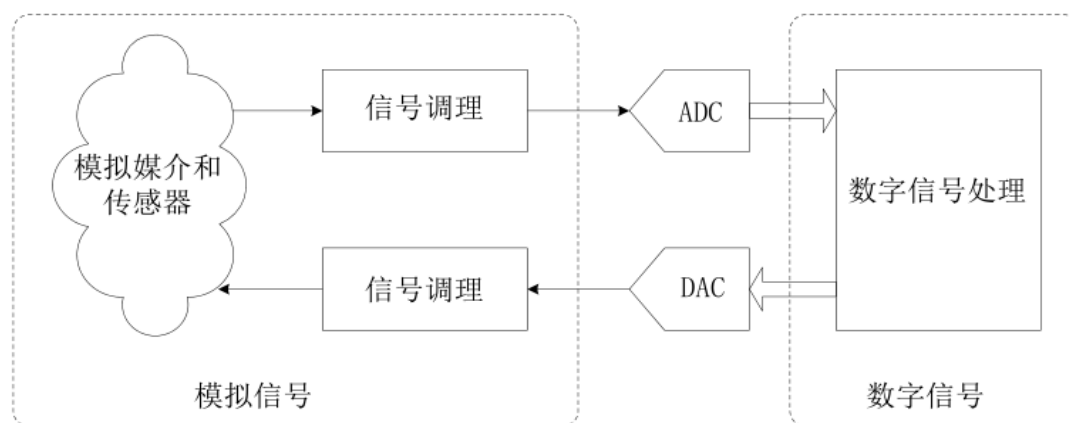 信号调理
ADC
模拟媒介和
传感器
数字信号处理
信号调理
DAC
模拟信号
数字信号